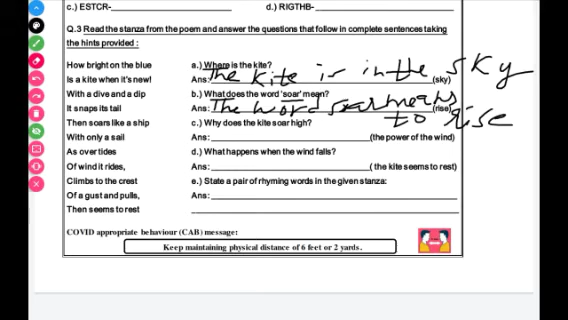 c.) ESTCR- d.) RIGTHB-
Q.3 Read the stanza from the poem and answer the questions that follow in complete sentences taking
the hints provided :
How bright on the blue
Is a kite when it's new!
With a dive and a dip
It snaps its tail
Then soars like a ship
With only a sail
As over tides
Of wind it rides,
Climbs to the crest
Of a gust and pulls,
Then seems to rest
a.) Where is the kite?
Ans: The kite is in the sky (sky)
b.) What does the word 'soar' mean?
Ans: The word soar means (rise)
to rise
c.) Why does the kite soar high?
Ans: (the power of the wind)
d.) What happens when the wind falls?
Ans: ( the kite seems to rest)
e.) State a pair of rhyming words in the given stanza:
Ans:
COVID appropriate behaviour (CAB) message:
Keep maintaining physical distance of 6 feet or 2 yards.